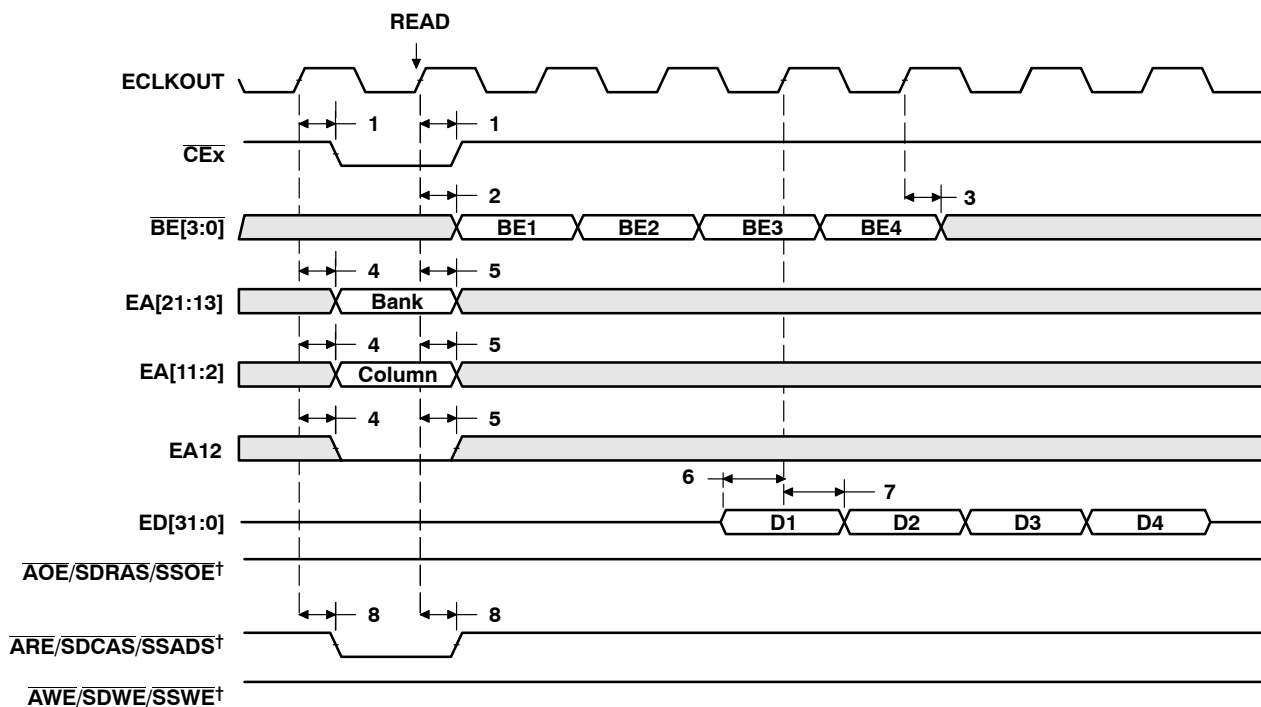 READ
ECLKOUT
1 1
CEx
2 3
BE[3:0] BE1 BE2 BE3 BE4
4 5
EA[21:13] Bank
4 5
EA[11:2] Column
4 5
EA12
6 7
ED[31:0] D1 D2 D3 D4
AOE/SDRAS/SSOE†
8 8
ARE/SDCAS/SSADS†
AWE/SDWE/SSWE†